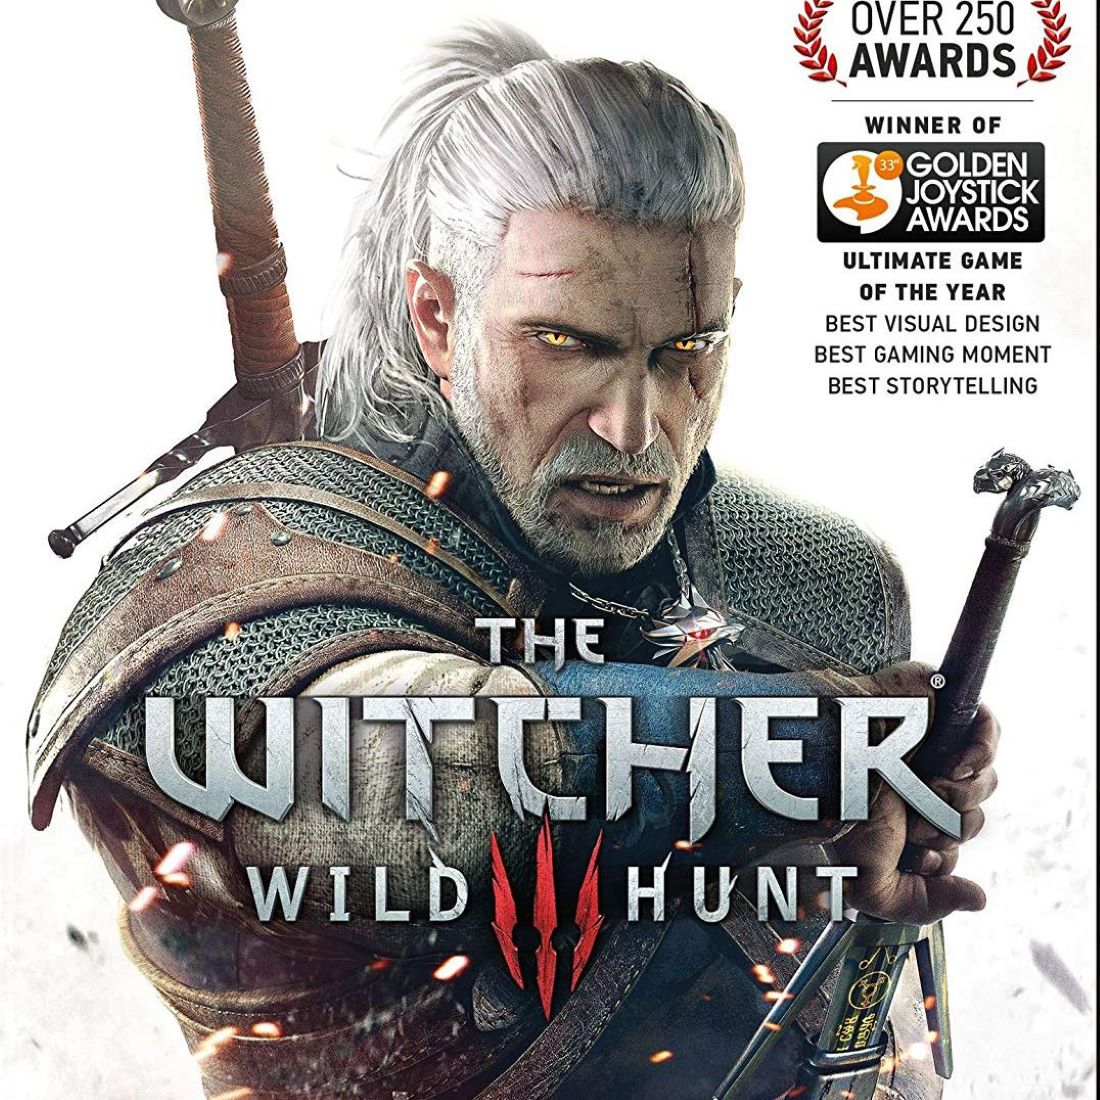 OVER 250
AWARDS
WINNER OF
33rd
GOLDEN
JOYSTICK
AWARDS
ULTIMATE GAME
OF THE YEAR
BEST VISUAL DESIGN
BEST GAMING MOMENT
BEST STORYTELLING
THE
WITCHER®
WILD III HUNT